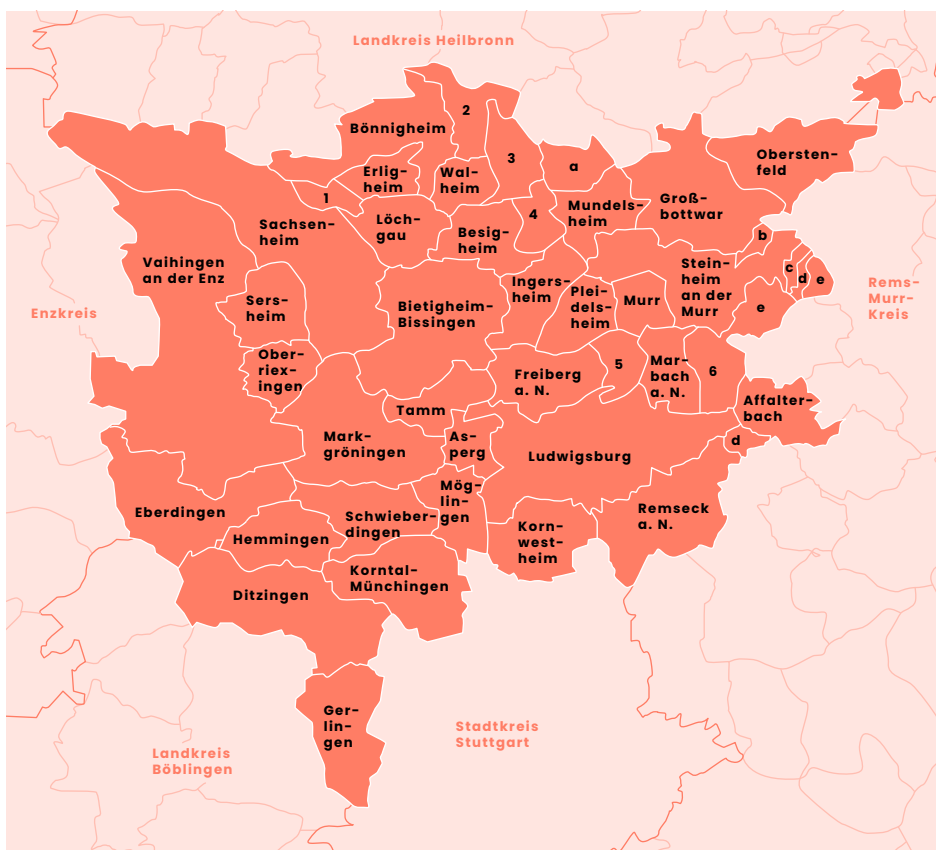 Landkreis Heilbronn
2
Bönnigheim
3
Obersten-
feld
a
Erlig-
heim
Wal-
heim
1
Mundels-
heim
Groß-
bottwar
4
Löch-
gau
Sachsen-
heim
Besig-
heim
b
Vaihingen
an der Enz
Stein-
heim
an der
Murr
c
d
e
Ingers-
heim
Plei-
dels-
heim
Murr
e
Rems-
Murr-
Kreis
Sers-
heim
Bietigheim-
Bissingen
Enzkreis
Ober-
riex-
ingen
Freiberg
a. N.
5
Mar-
bach
a. N.
6
Affalter-
bach
Tamm
Mark-
gröningen
As-
perg
d
Ludwigsburg
Mög-
lin-
gen
Eberdingen
Schwieber-
dingen
Remseck
a. N.
Korn-
west-
heim
Hemmingen
Korntal-
Münchingen
Ditzingen
Ger-
lin-
gen
Stadtkreis
Stuttgart
Landkreis
Böblingen